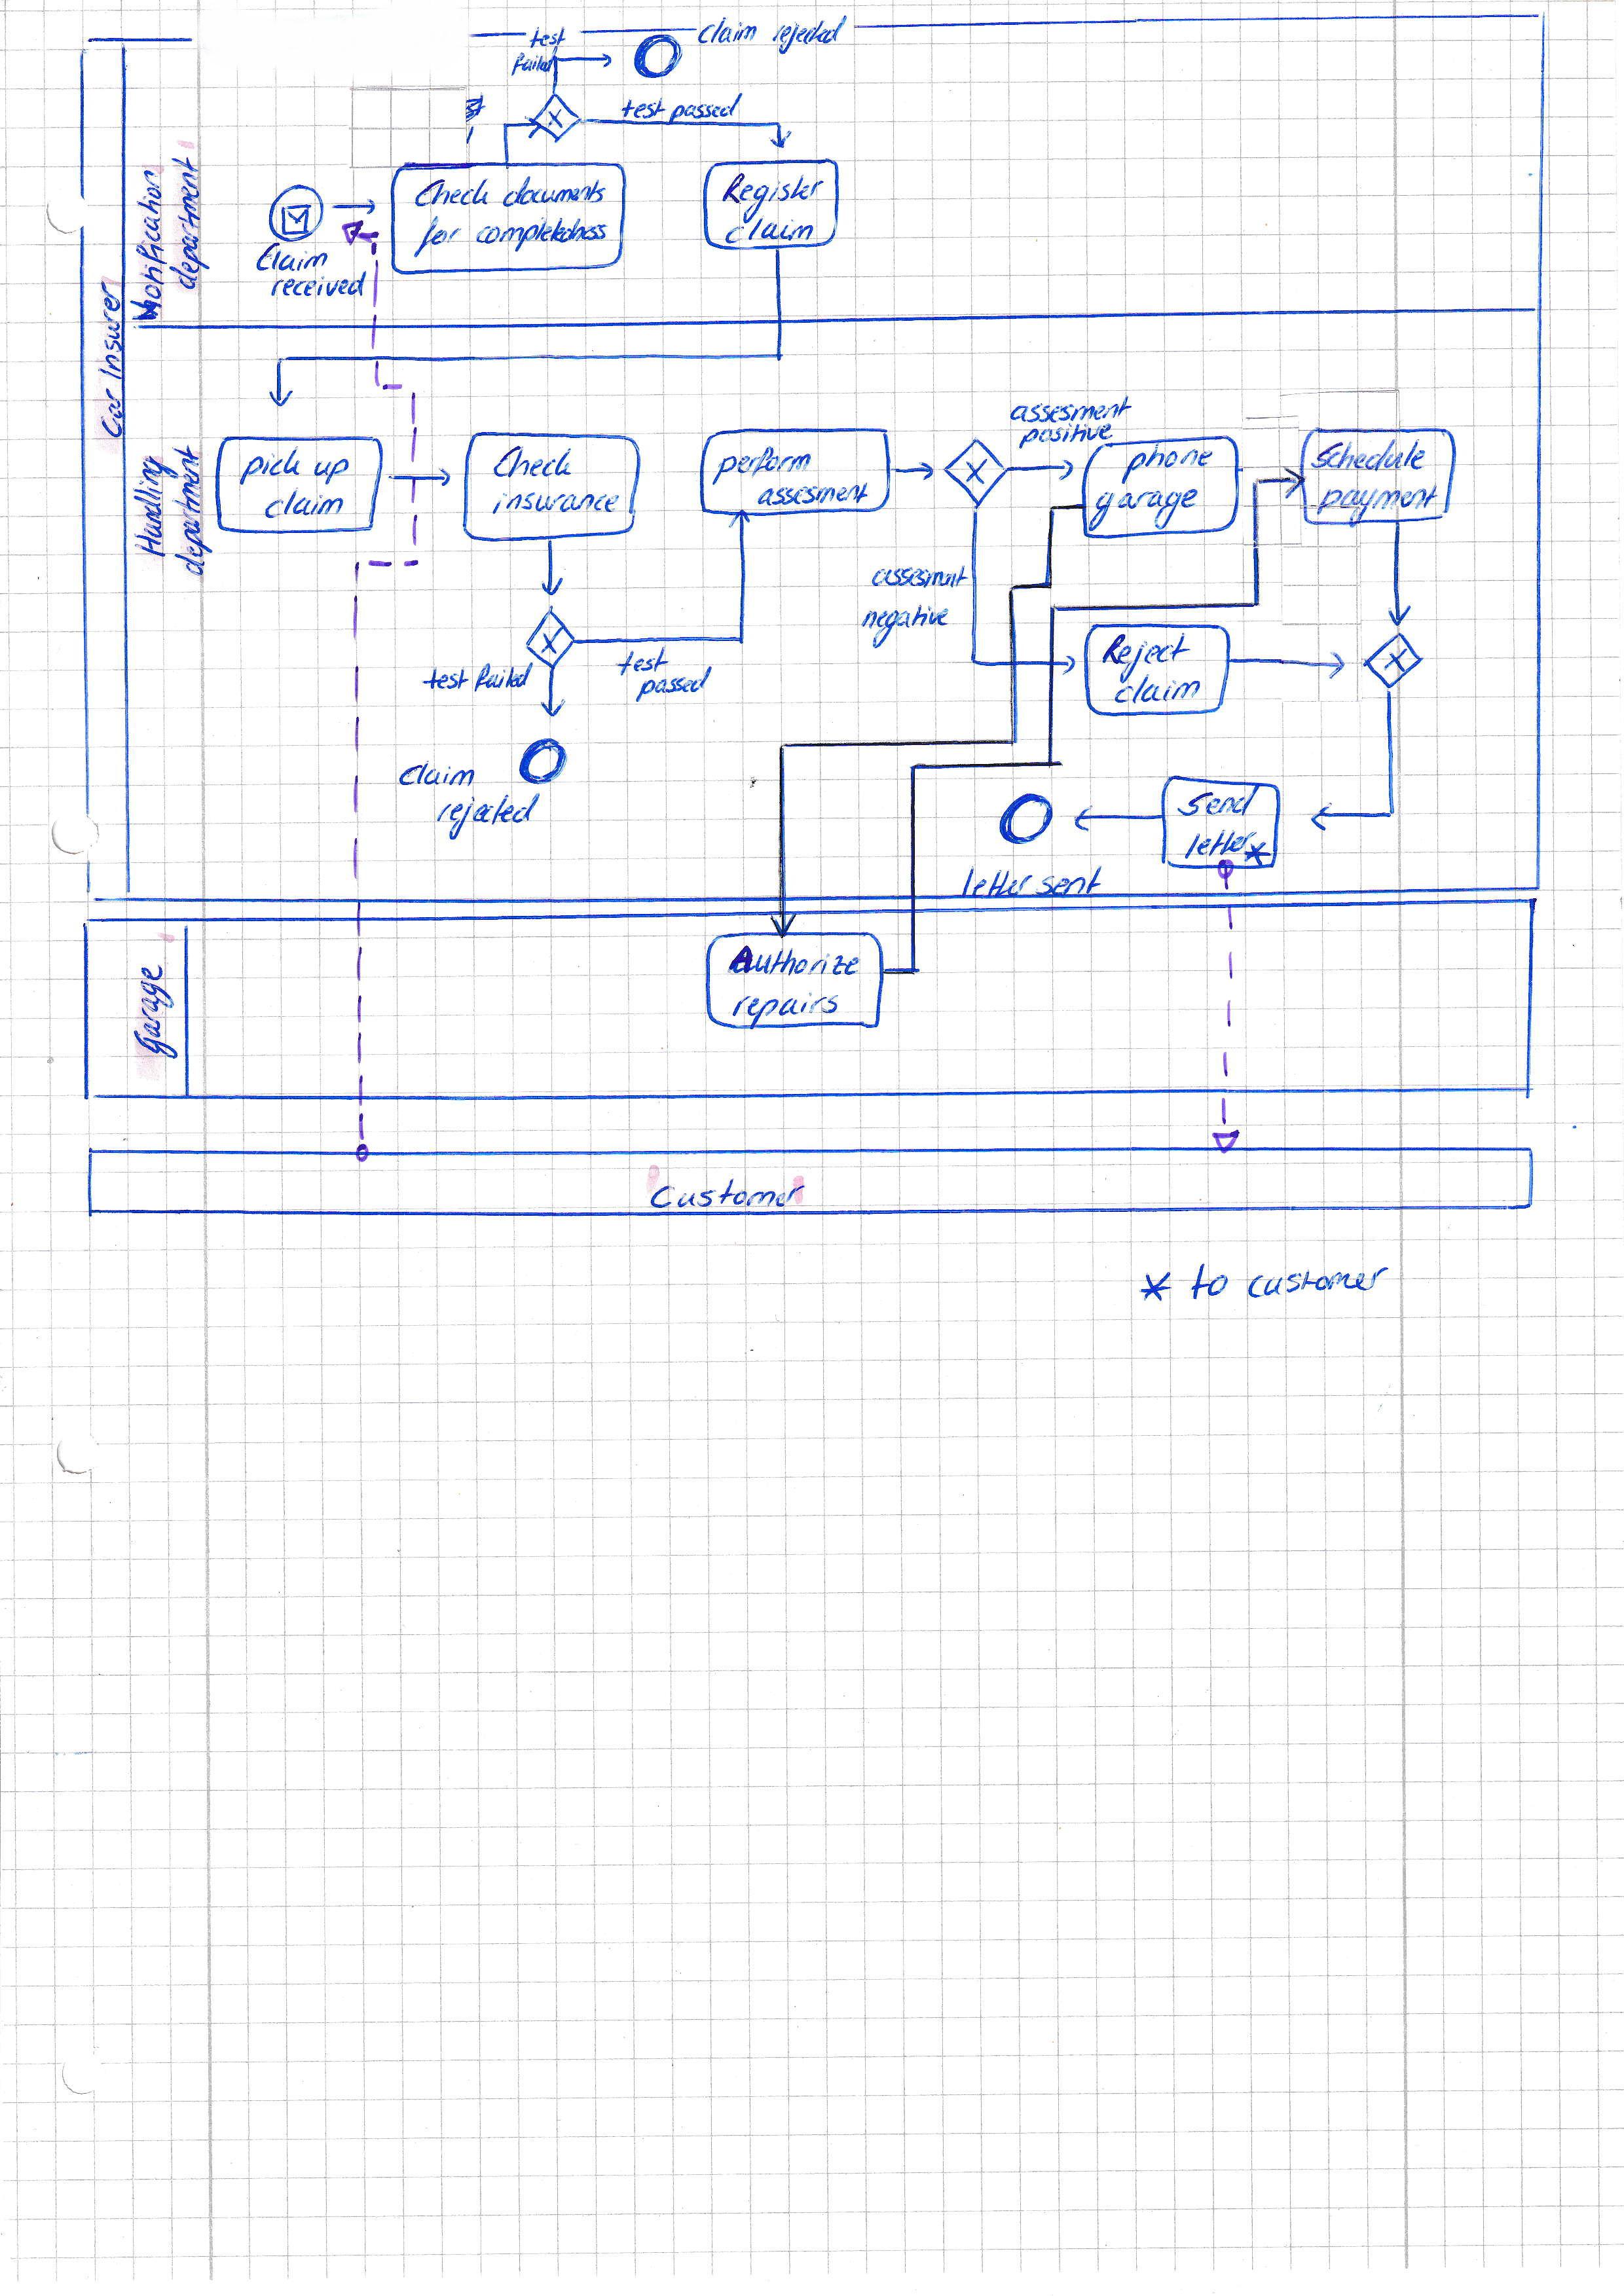 test
failed
claim rejected
test passed
Check documents
for completedness
Register
claim
Claim
received
Notification
department
Car Insurer
Handling
department
pick up
claim
Check
insurance
perform
assesment
assesment
positive
phone
garage
Schedule
payment
assesment
negative
Reject
claim
test failed
test
passed
Claim
rejected
Send
letter*
letter sent
Garage
Authorize
repairs
Customer
* to customer